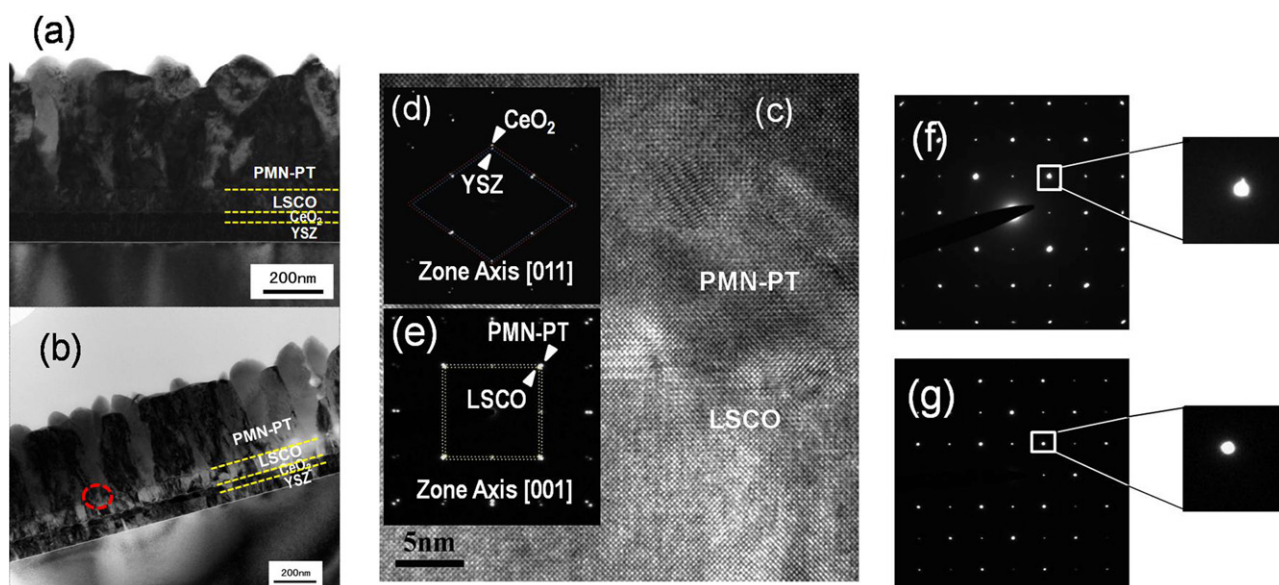 (a)
PMN-PT
LSCO
CeO₂
YSZ
200nm
(b)
PMN-PT
LSCO
CeO₂
YSZ
200nm
(c)
PMN-PT
LSCO
5nm
(d)
CeO₂
YSZ
Zone Axis [011]
(e)
PMN-PT
LSCO
Zone Axis [001]
(f)
(g)